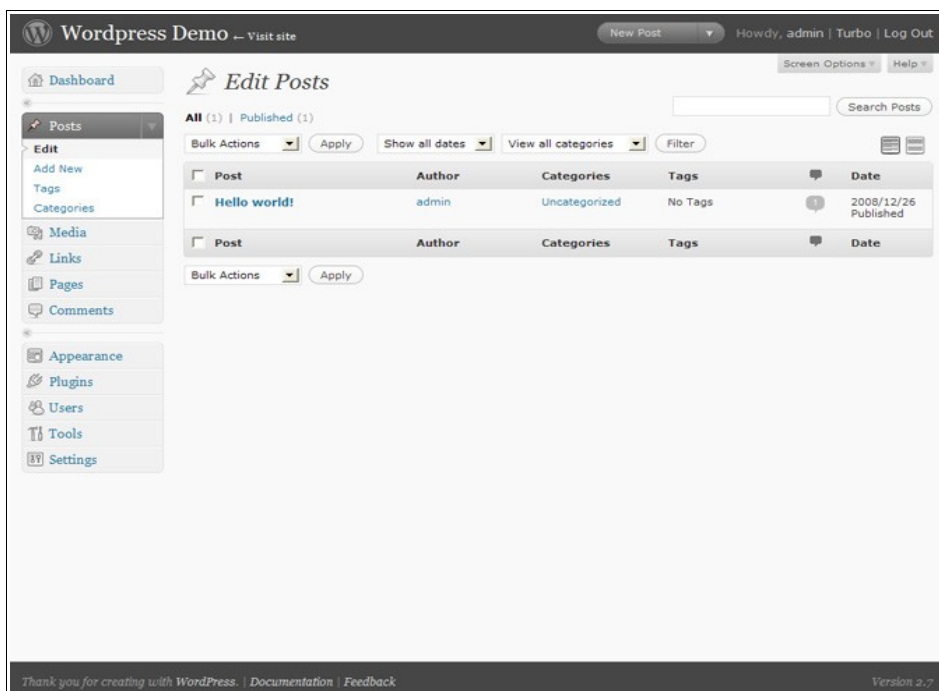 Wordpress Demo ← Visit site
New Post
Howdy, admin | Turbo | Log Out
Screen Options
Help
Dashboard
Posts
Edit
Add New
Tags
Categories
Media
Links
Pages
Comments
Appearance
Plugins
Users
Tools
Settings
Edit Posts
Search Posts
All (1) | Published (1)
Bulk Actions Apply Show all dates View all categories Filter
Post Author Categories Tags Date
Hello world! admin Uncategorized No Tags 1 2008/12/26
Published
Post Author Categories Tags Date
Bulk Actions Apply
Thank you for creating with WordPress. | Documentation | Feedback
Version 2.7